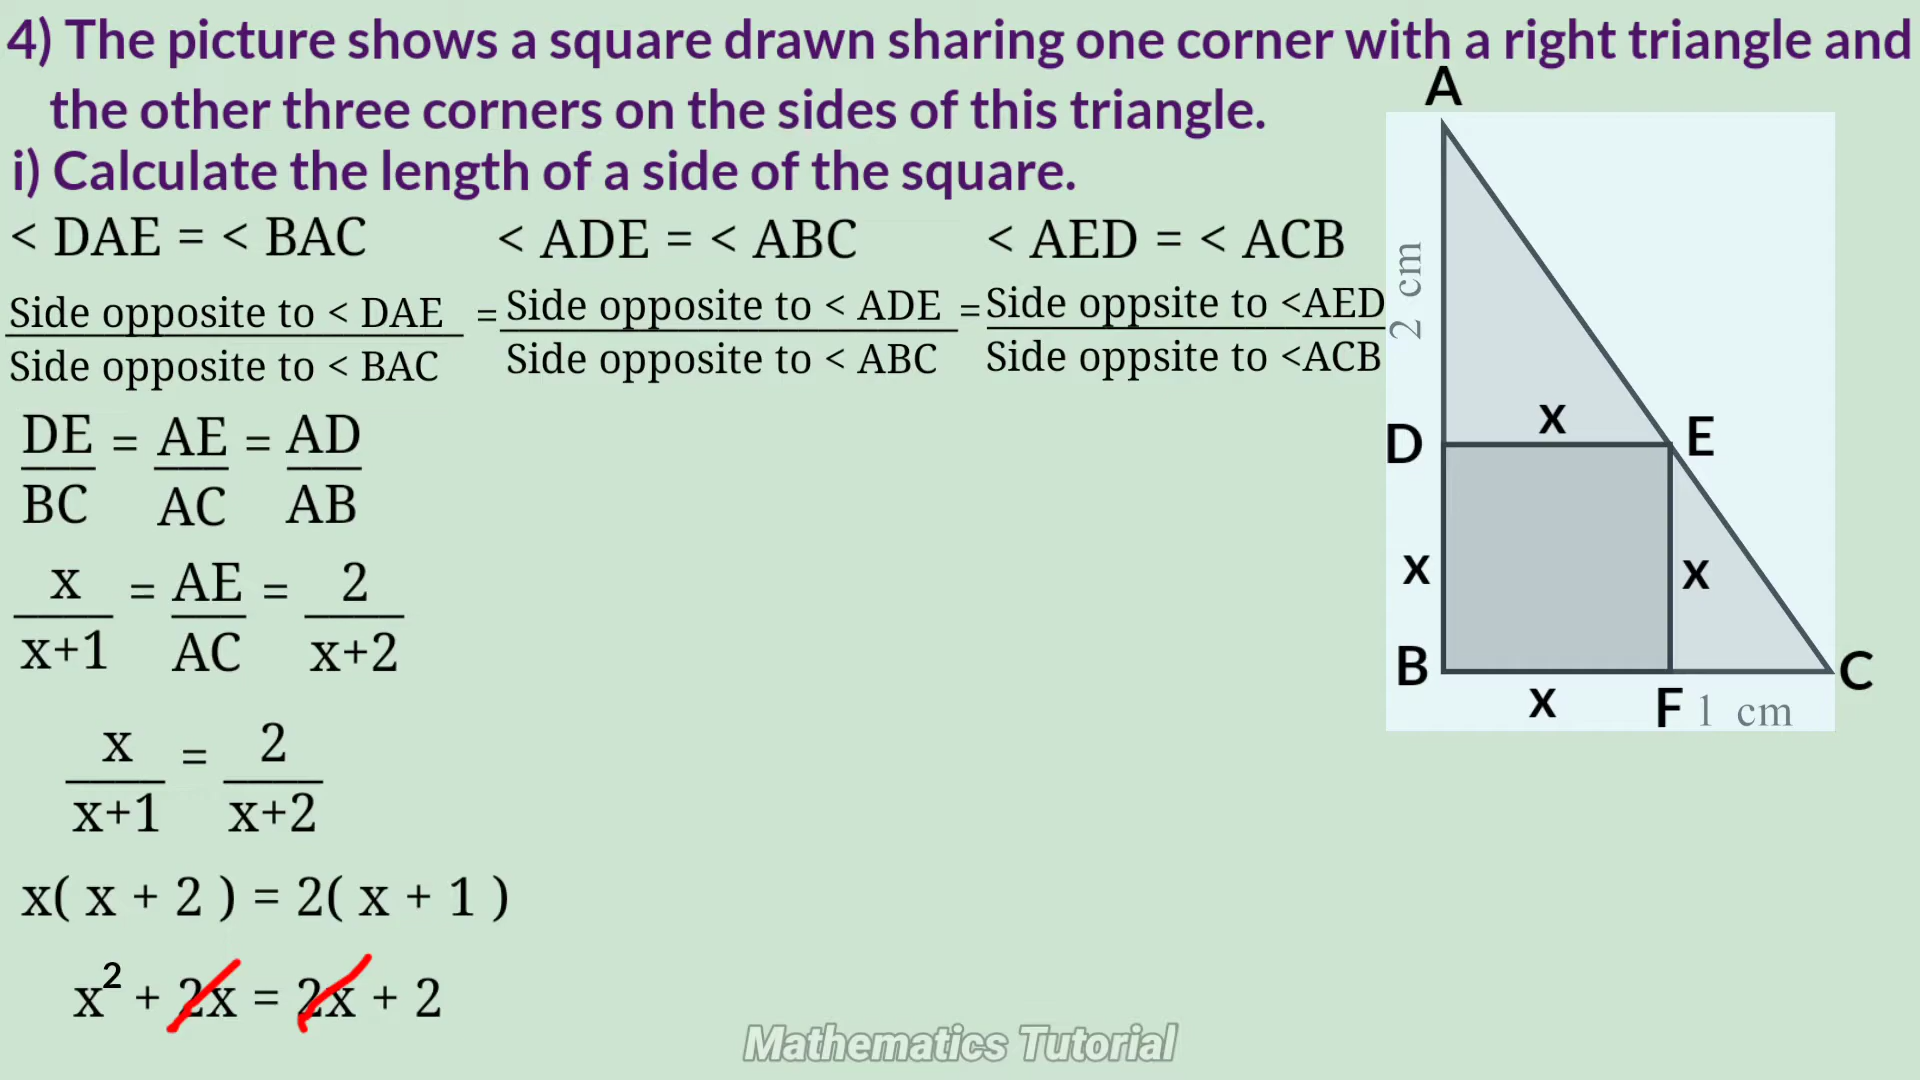 4) The picture shows a square drawn sharing one corner with a right triangle and
the other three corners on the sides of this triangle.
i) Calculate the length of a side of the square.
< DAE = < BAC < ADE = < ABC < AED = < ACB
Side opposite to < DAE = Side opposite to < ADE = Side oppsite to <AED
Side opposite to < BAC Side opposite to < ABC Side oppsite to <ACB
DE = AE = AD
BC AC AB
x = AE = 2
x+1 AC x+2
x = 2
x+1 x+2
x( x + 2 ) = 2( x + 1 )
x² + 2x = 2x + 2
A
2 cm
D
x
E
x
x
B
x
F
1 cm
C
Mathematics Tutorial